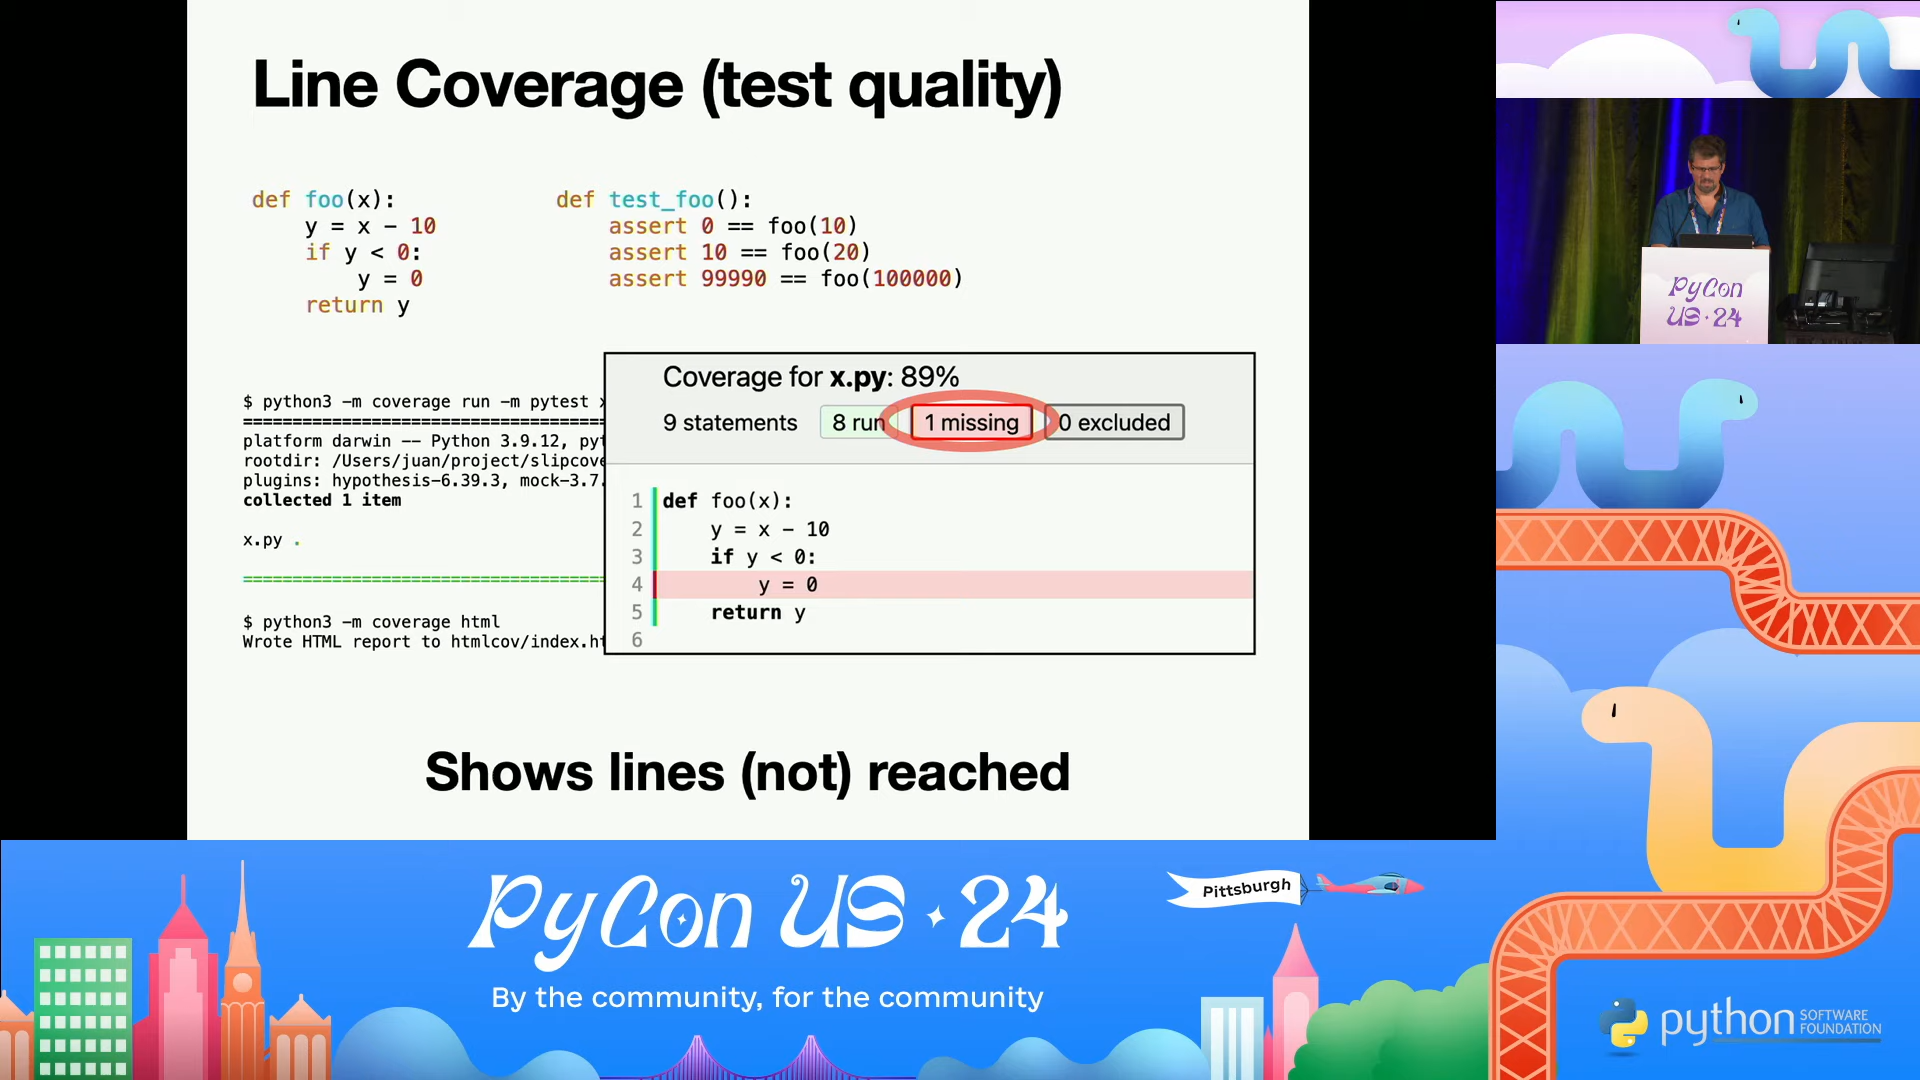 Line Coverage (test quality)
def foo(x):
    y = x - 10
    if y < 0:
        y = 0
    return y
def test_foo():
    assert 0 == foo(10)
    assert 10 == foo(20)
    assert 99990 == foo(100000)
$ python3 -m coverage run -m pytest
platform darwin -- Python 3.9.12,
rootdir: /Users/juan/project/slipcove
plugins: hypothesis-6.39.3, mock-3.7.
collected 1 item
x.py .
$ python3 -m coverage html
Wrote HTML report to htmlcov/index.
Coverage for x.py: 89%
9 statements 8 run 1 missing 0 excluded
1 def foo(x):
2     y = x - 10
3     if y < 0:
4         y = 0
5     return y
6
Shows lines (not) reached
PyCon
US · 24
PyCon US · 24
By the community, for the community
Pittsburgh
python
SOFTWARE
FOUNDATION